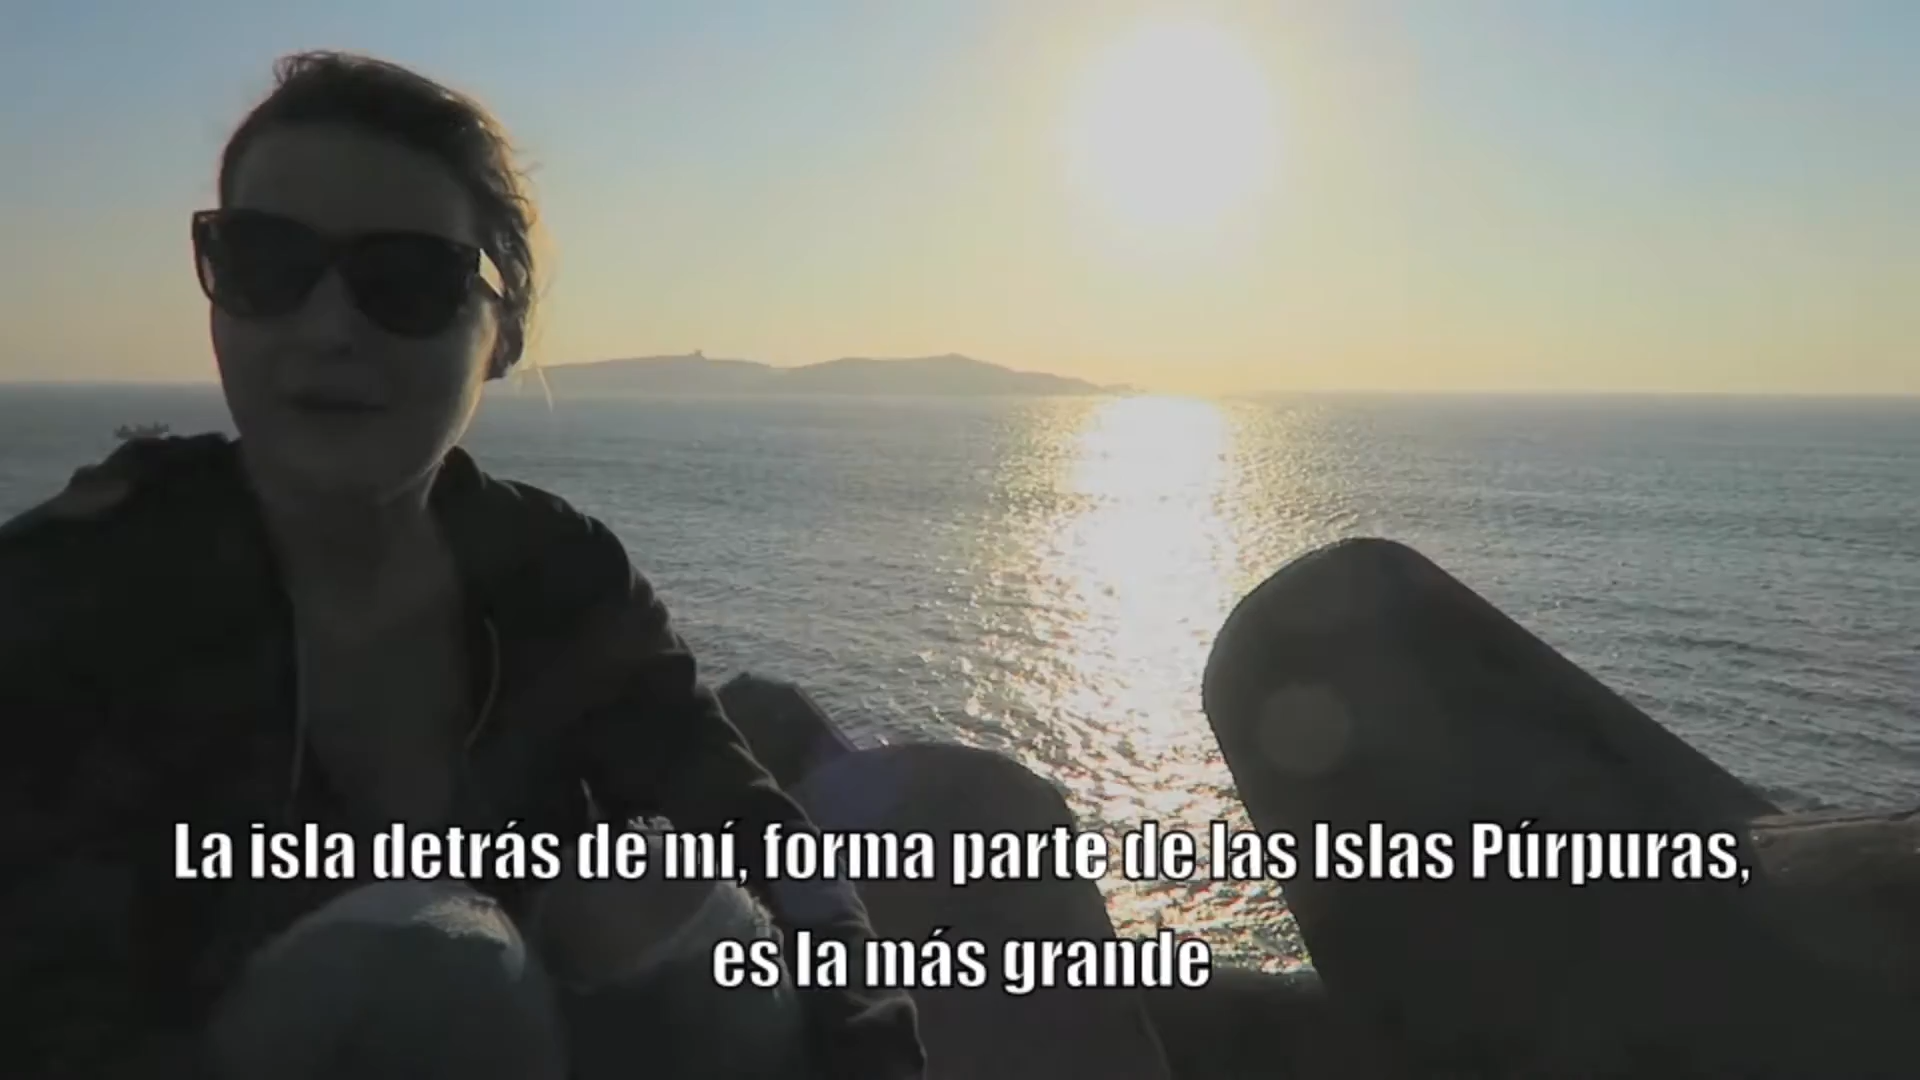 La isla detrás de mí, forma parte de las Islas Púrpuras,
es la más grande